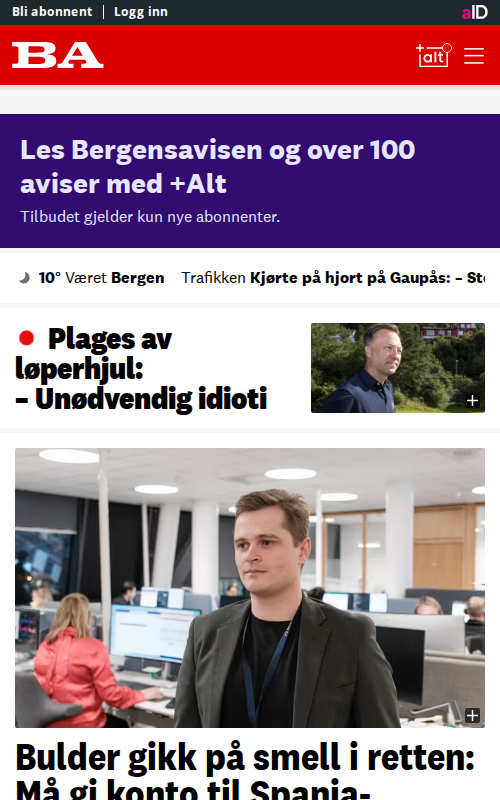 Bli abonnent | Logg inn
aID
BA
+alt
Les Bergensavisen og over 100
aviser med +Alt
Tilbudet gjelder kun nye abonnenter.
10° Været Bergen Trafikken Kjørte på hjort på Gaupås: – Sto
Plages av
løperhjul:
– Unødvendig idioti
Bulder gikk på smell i retten:
Må gi konto til Spania-